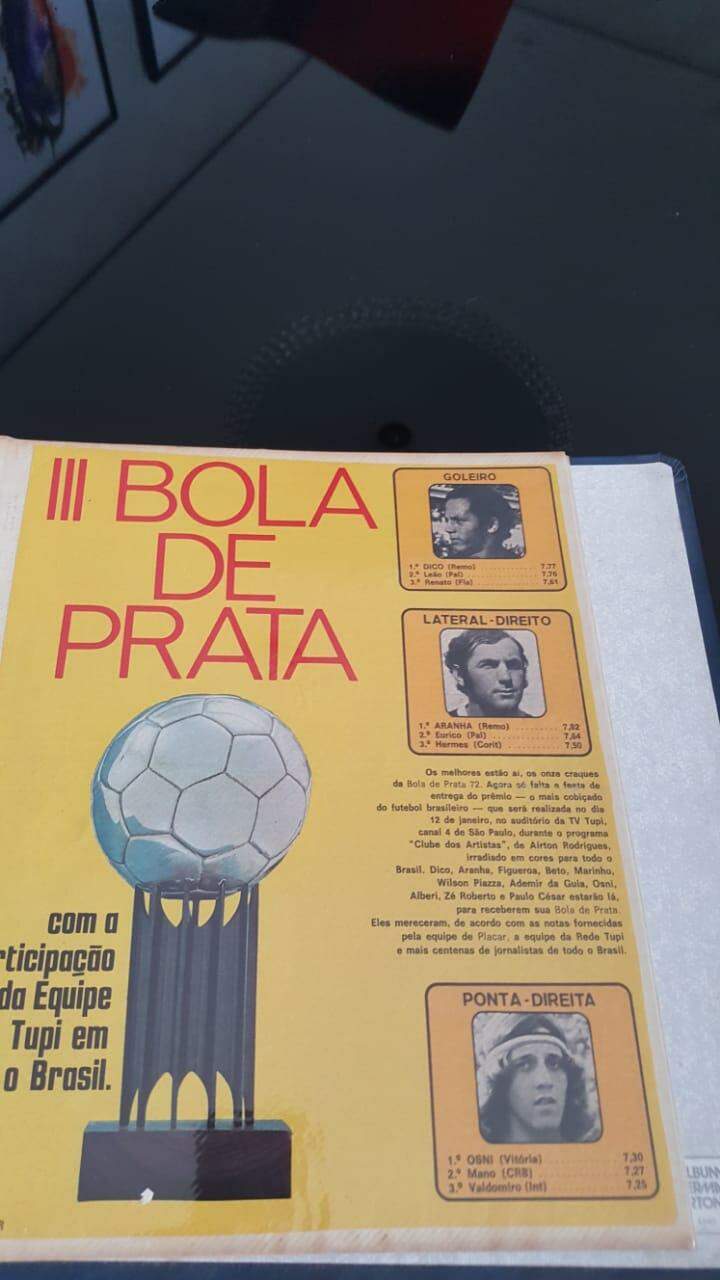 III BOLA
DE
PRATA
com a
rticipação
da Equipe
Tupi em
o Brasil.
GOLEIRO
1.º DICO (Remo) 7,77
2.º Leão (Pal) 7,76
3.º Renato (Fla) 7,61
LATERAL-DIREITO
1.º ARANHA (Remo) 7,82
2.º Eurico (Pal) 7,64
3.º Hermes (Corit) 7,50
Os melhores estão aí, os onze craques
da Bola de Prata 72. Agora só falta a festa de
entrega do prêmio — o mais cobiçado
do futebol brasileiro — que será realizada no dia
12 de janeiro, no auditório da TV Tupi,
canal 4 de São Paulo, durante o programa
"Clube dos Artistas", de Airton Rodrigues,
irradiado em cores para todo o
Brasil. Dico, Aranha, Figueroa, Beto, Marinho,
Wilson Piazza, Ademir da Guia, Osni,
Alberi, Zé Roberto e Paulo César estarão lá,
para receberem sua Bola de Prata.
Eles mereceram, de acordo com as notas fornecidas
pela equipe de Placar, a equipe da Rede Tupi
e mais centenas de jornalistas de todo o Brasil.
PONTA-DIREITA
1.º OSNI (Vitória) 7,30
2.º Mano (CRB) 7,27
3.º Valdomiro (Int) 7,25